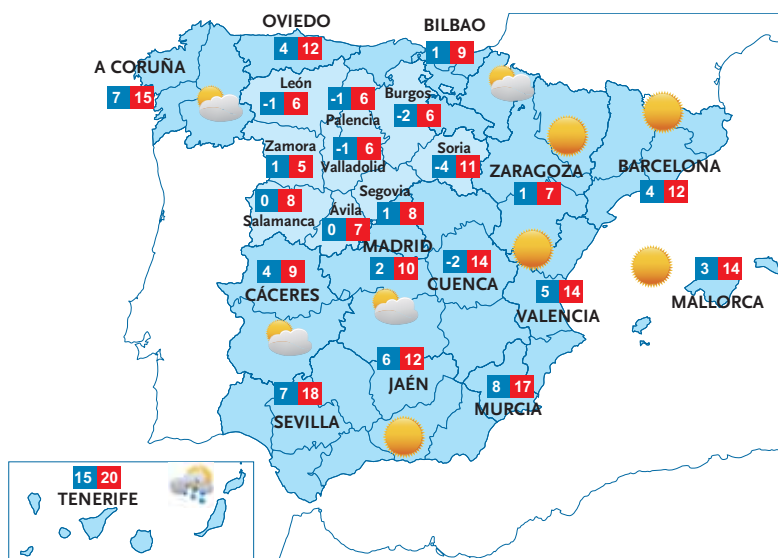 OVIEDO
4 12
BILBAO
1 9
A CORUÑA
7 15
León
-1 6
-1 6
Palencia
Burgos
-2 6
Zamora
1 5
-1 6
Valladolid
Soria
-4 11
ZARAGOZA
1 7
BARCELONA
4 12
0 8
Salamanca
Ávila
0 7
Segovia
1 8
MADRID
2 10
-2 14
CUENCA
4 9
CÁCERES
5 14
VALENCIA
3 14
MALLORCA
6 12
JAÉN
7 18
SEVILLA
8 17
MURCIA
15 20
TENERIFE